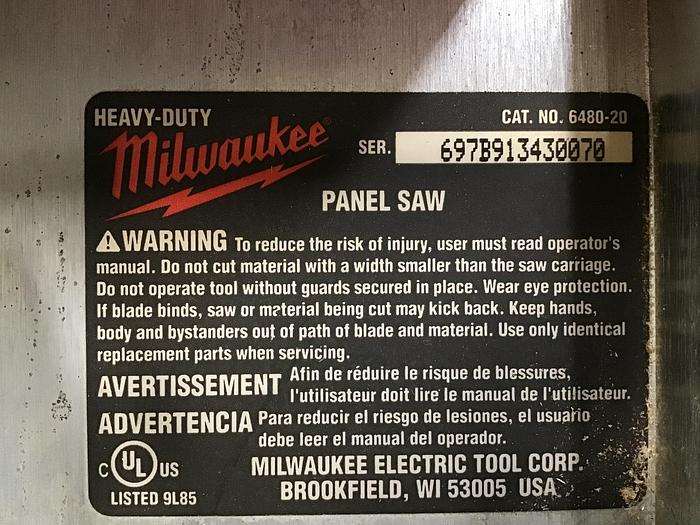 HEAVY-DUTY
Milwaukee®
CAT. NO. 6480-20
SER. 697B913430070
PANEL SAW
⚠WARNING To reduce the risk of injury, user must read operator's
manual. Do not cut material with a width smaller than the saw carriage.
Do not operate tool without guards secured in place. Wear eye protection.
If blade binds, saw or material being cut may kick back. Keep hands,
body and bystanders out of path of blade and material. Use only identical
replacement parts when servicing.
AVERTISSEMENT Afin de réduire le risque de blessures,
l'utilisateur doit lire le manuel de l'utilisateur.
ADVERTENCIA Para reducir el riesgo de lesiones, el usuario
debe leer el manual del operador.
C UL US
LISTED 9L85
MILWAUKEE ELECTRIC TOOL CORP.
BROOKFIELD, WI 53005 USA